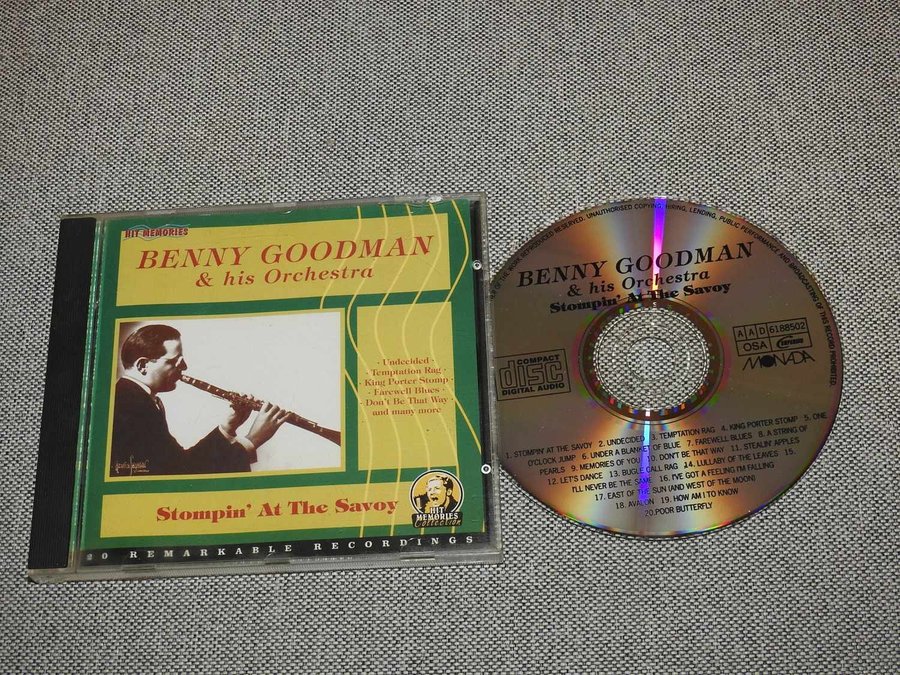 HIT MEMORIES
BENNY GOODMAN
& his Orchestra
· Undecided ·
· Temptation Rag ·
· King Porter Stomp ·
· Farewell Blues ·
· Don't Be That Way ·
and many more
Stompin' At The Savoy
HIT
MEMORIES
Collection
20 REMARKABLE RECORDINGS
WORK REPRODUCED RESERVED. UNAUTHORISED COPYING, HIRING, LENDING, PUBLIC PERFORMANCE AND BROADCASTING OF THIS RECORD PROHIBITED.
BENNY GOODMAN
& his Orchestra
Stompin' At The Savoy
COMPACT
disc
DIGITAL AUDIO
AAD 6188502
OSA
MONADA
1. STOMPIN' AT THE SAVOY 2. UNDECIDED 3. TEMPTATION RAG 4. KING PORTER STOMP 5. ONE
O'CLOCK JUMP 6. UNDER A BLANKET OF BLUE 7. FAREWELL BLUES 8. A STRING OF
PEARLS 9. MEMORIES OF YOU 10. DON'T BE THAT WAY 11. STEALIN' APPLES
12. LET'S DANCE 13. BUGLE CALL RAG 14. LULLABY OF THE LEAVES 15.
I'LL NEVER BE THE SAME 16. I'VE GOT A FEELING I'M FALLING
17. EAST OF THE SUN (AND WEST OF THE MOON)
18. AVALON 19. HOW AM I TO KNOW
20.POOR BUTTERFLY